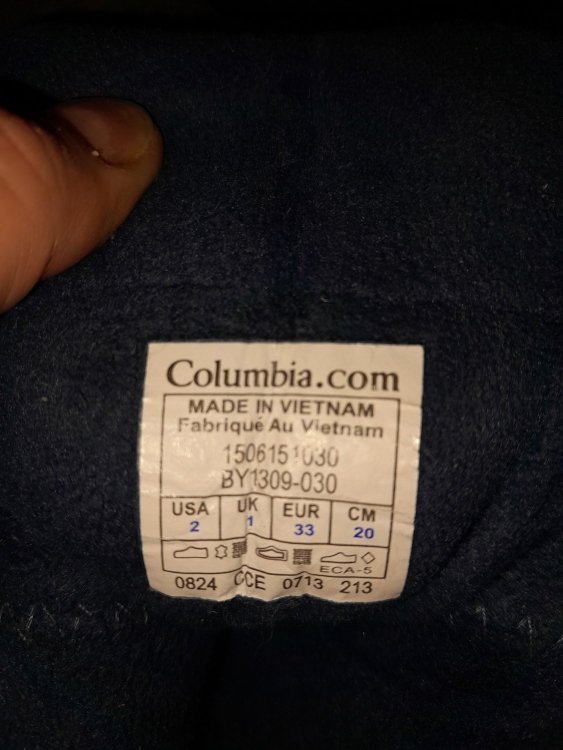 Columbia.com
MADE IN VIETNAM
Fabriqué Au Vietnam
1506151030
BY1309-030
USA UK EUR CM
2 1 33 20
ECA-5
0824 CCE 0713 213